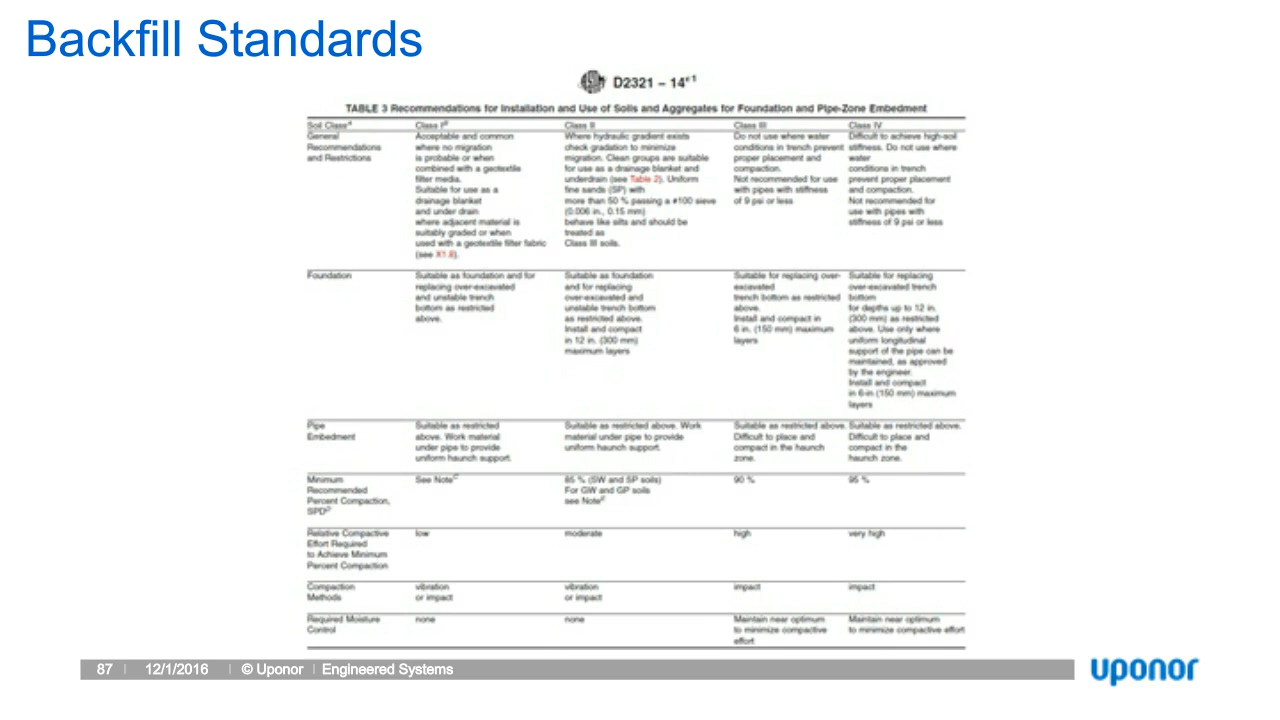 Backfill Standards
D2321 – 14ε1
TABLE 3 Recommendations for Installation and Use of Soils and Aggregates for Foundation and Pipe-Zone Embedment
Soil ClassA Class IB Class II Class III Class IV
General
Recommendations
and Restrictions
Acceptable and common
where no migration
is probable or when
combined with a geotextile
filter media.
Suitable for use as a
drainage blanket
and under drain
where adjacent material is
suitably graded or when
used with a geotextile filter fabric
(see X1.8).
Where hydraulic gradient exists
check gradation to minimize
migration. Clean groups are suitable
for use as a drainage blanket and
underdrain (see Table 2). Uniform
fine sands (SP) with
more than 50 % passing a #100 sieve
(0.006 in., 0.15 mm)
behave like silts and should be
treated as
Class III soils.
Do not use where water
conditions in trench prevent
proper placement and
compaction.
Not recommended for use
with pipes with stiffness
of 9 psi or less
Difficult to achieve high-soil
stiffness. Do not use where
water
conditions in trench
prevent proper placement
and compaction.
Not recommended for
use with pipes with
stiffness of 9 psi or less
Foundation
Suitable as foundation and for
replacing over-excavated
and unstable trench
bottom as restricted
above.
Suitable as foundation
and for replacing
over-excavated and
unstable trench bottom
as restricted above.
Install and compact
in 12 in. (300 mm)
maximum layers
Suitable for replacing over-
excavated
trench bottom as restricted
above.
Install and compact in
6 in. (150 mm) maximum
layers
Suitable for replacing
over-excavated trench
bottom
for depths up to 12 in.
(300 mm) as restricted
above. Use only where
uniform longitudinal
support of the pipe can be
maintained, as approved
by the engineer.
Install and compact
in 6-in (150 mm) maximum
layers
Pipe
Embedment
Suitable as restricted
above. Work material
under pipe to provide
uniform haunch support.
Suitable as restricted above. Work
material under pipe to provide
uniform haunch support.
Suitable as restricted above.
Difficult to place and
compact in the haunch
zone.
Suitable as restricted above.
Difficult to place and
compact in the
haunch zone.
Minimum
Recommended
Percent Compaction,
SPDD
See NoteC
85 % (SW and SP soils)
For GW and GP soils
see NoteE
90 %
95 %
Relative Compactive
Effort Required
to Achieve Minimum
Percent Compaction
low
moderate
high
very high
Compaction
Methods
vibration
or impact
vibration
or impact
impact
impact
Required Moisture
Control
none
none
Maintain near optimum
to minimize compactive
effort
Maintain near optimum
to minimize compactive effort
87 | 12/1/2016 | © Uponor | Engineered Systems
uponor